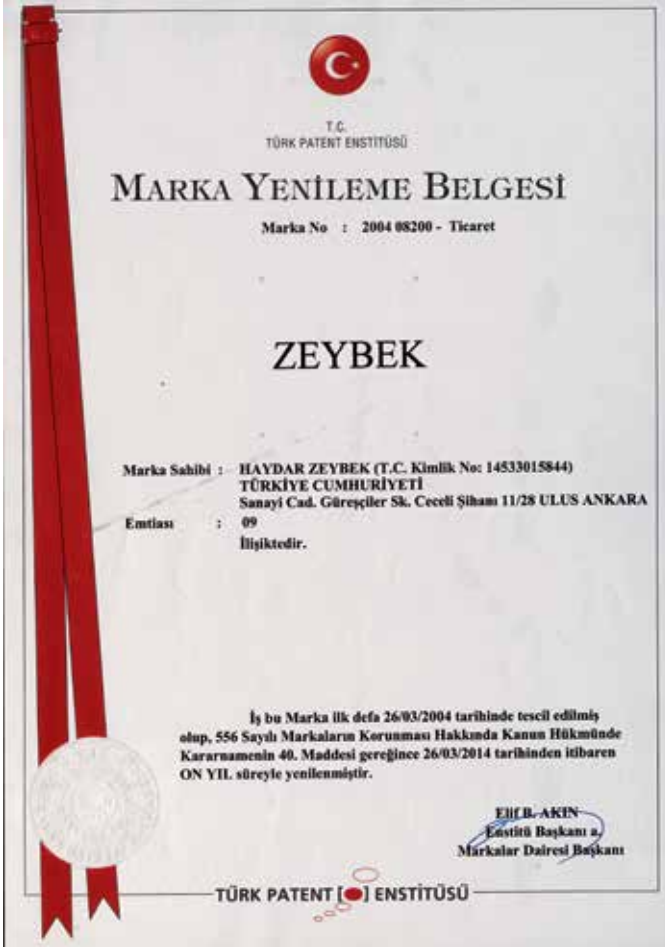 T.C.
TÜRK PATENT ENSTİTÜSÜ
MARKA YENİLEME BELGESİ
Marka No : 2004 08200 - Ticaret
ZEYBEK
Marka Sahibi : HAYDAR ZEYBEK (T.C. Kimlik No: 14533015844)
TÜRKİYE CUMHURİYETİ
Sanayi Cad. Güreşçiler Sk. Ceceli Şihanı 11/28 ULUS ANKARA
Emtiası : 09
İlişiktedir.
İş bu Marka ilk defa 26/03/2004 tarihinde tescil edilmiş
olup, 556 Sayılı Markaların Korunması Hakkında Kanun Hükmünde
Kararnamenin 40. Maddesi gereğince 26/03/2014 tarihinden itibaren
ON YIL süreyle yenilenmiştir.
Elif B. AKIN
Enstitü Başkanı a.
Markalar Dairesi Başkanı
TÜRK PATENT [ ] ENSTİTÜSÜ